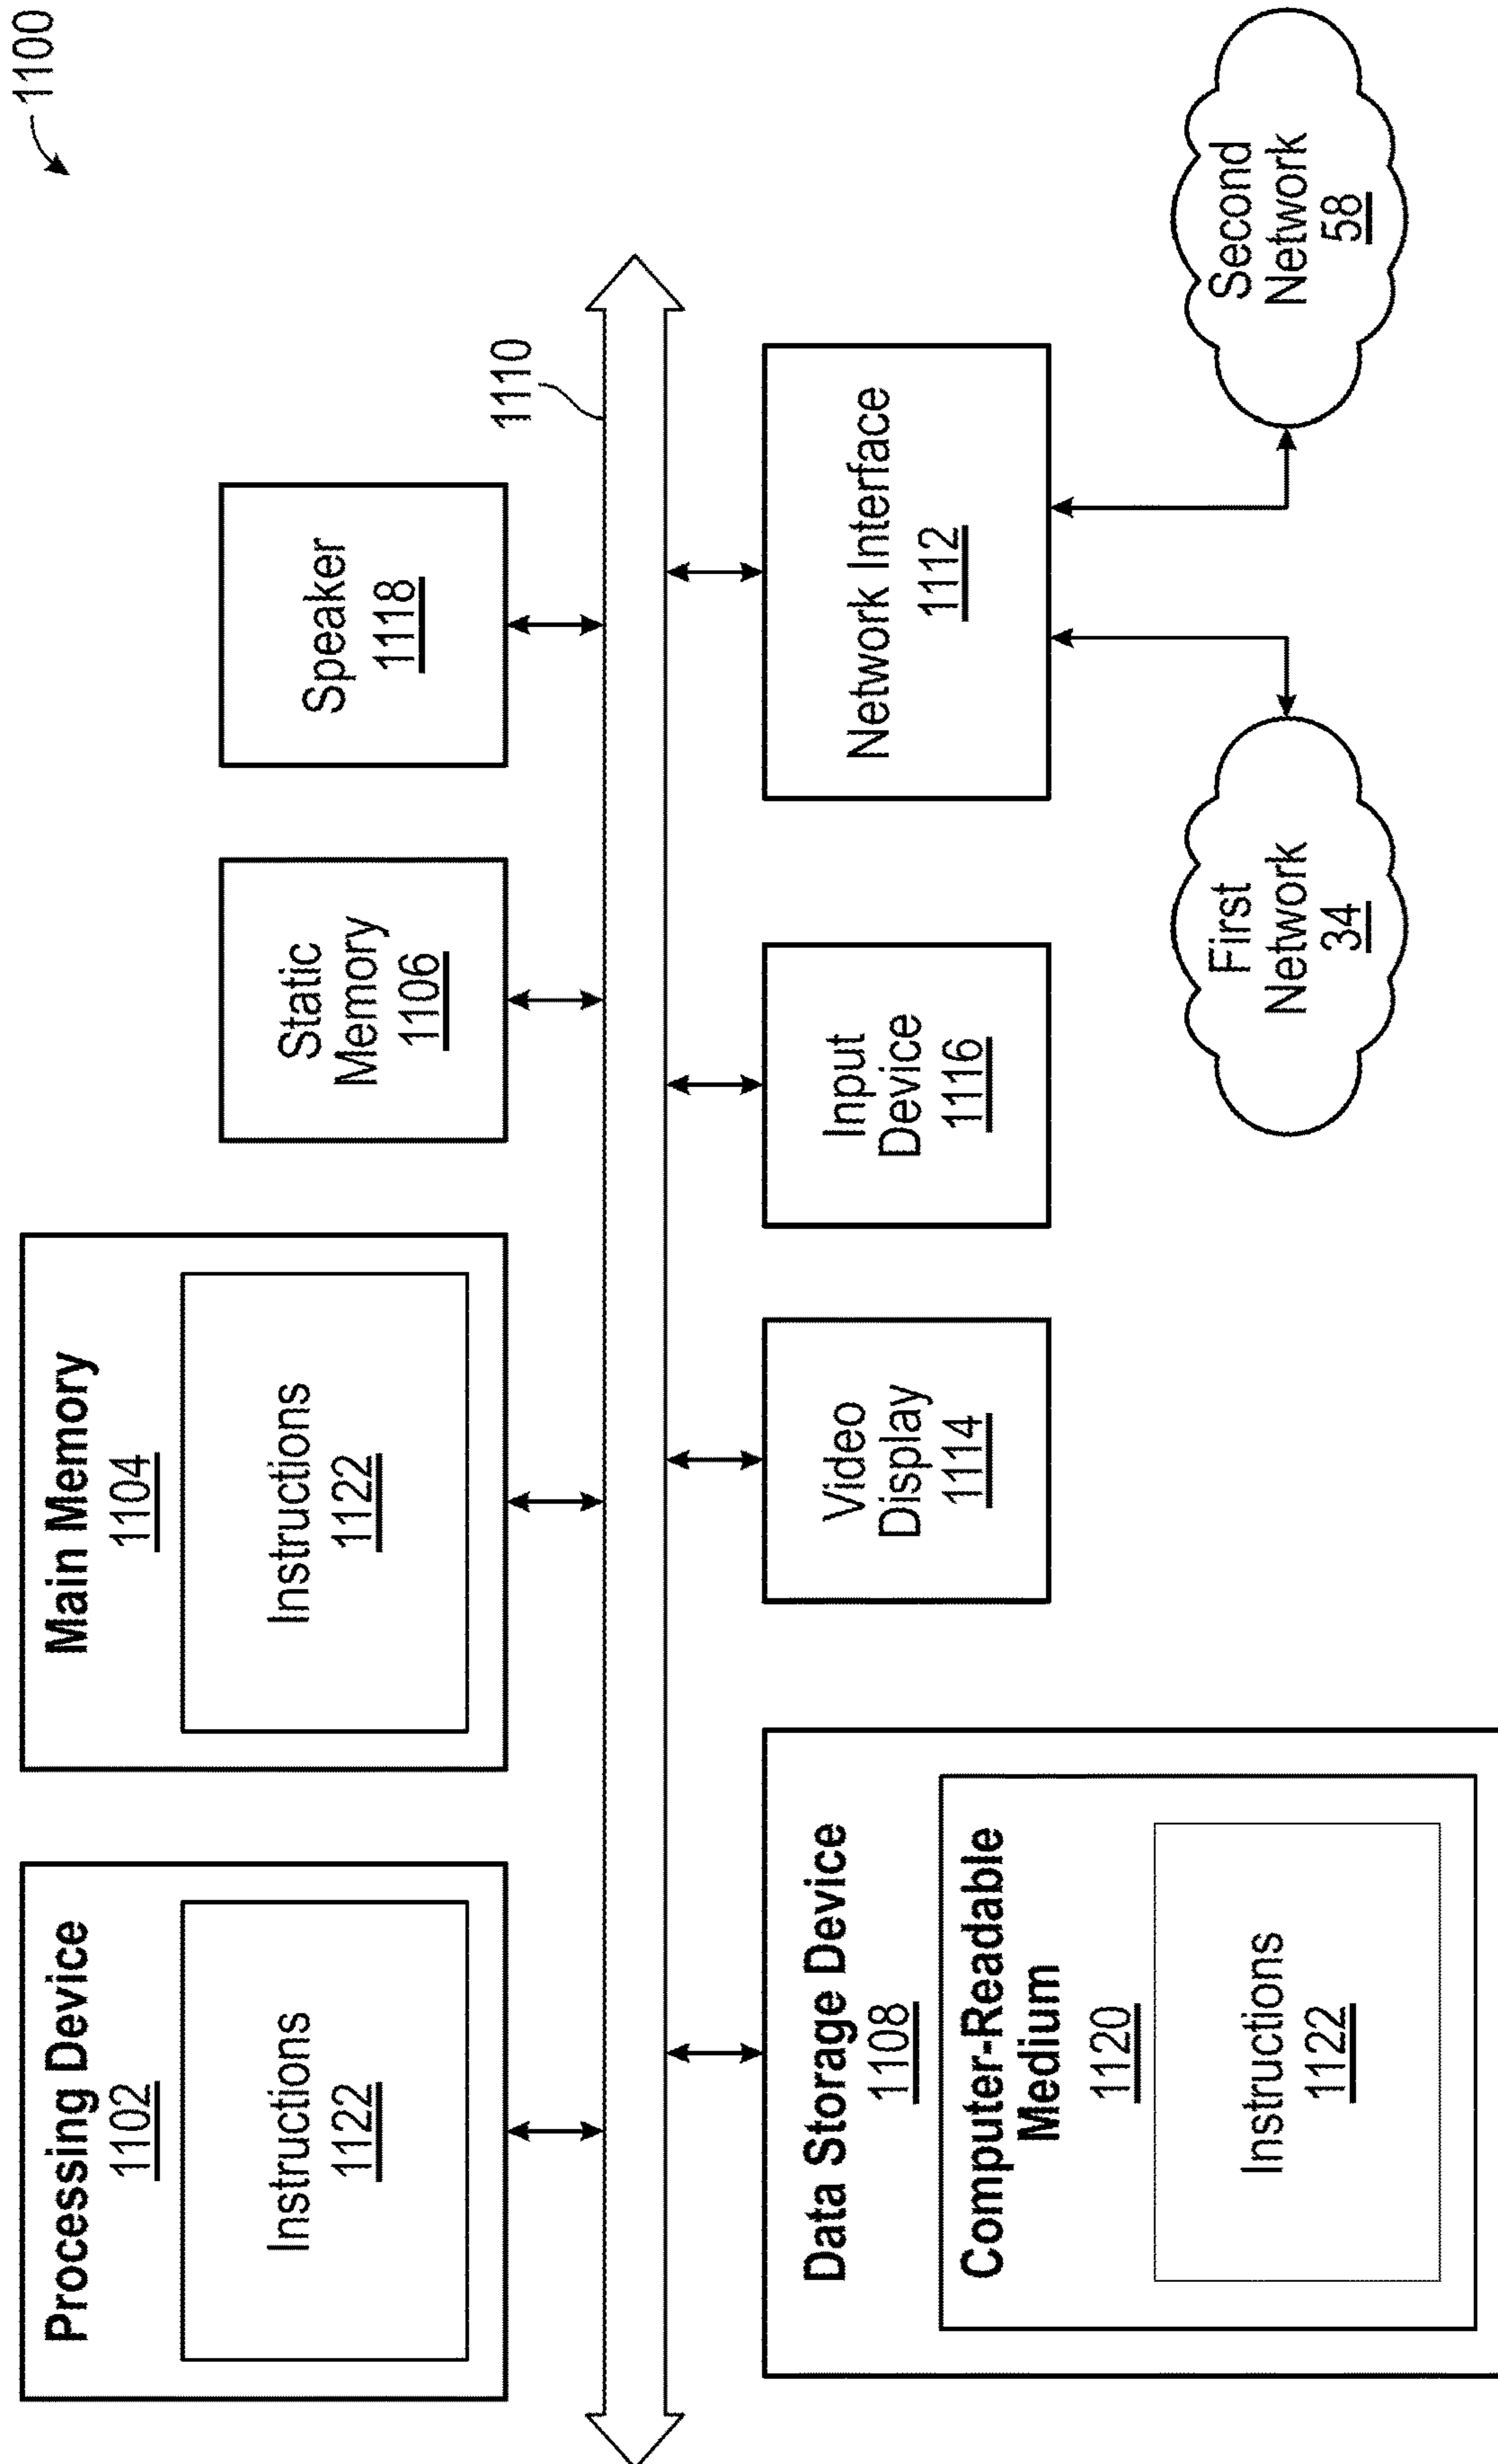 1100
Processing Device
1102
Instructions
1122
Main Memory
1104
Instructions
1122
Static
Memory
1106
Speaker
1118
1110
Data Storage Device
1108
Computer-Readable
Medium
1120
Instructions
1122
Video
Display
1114
Input
Device
1116
Network Interface
1112
First
Network
34
Second
Network
58